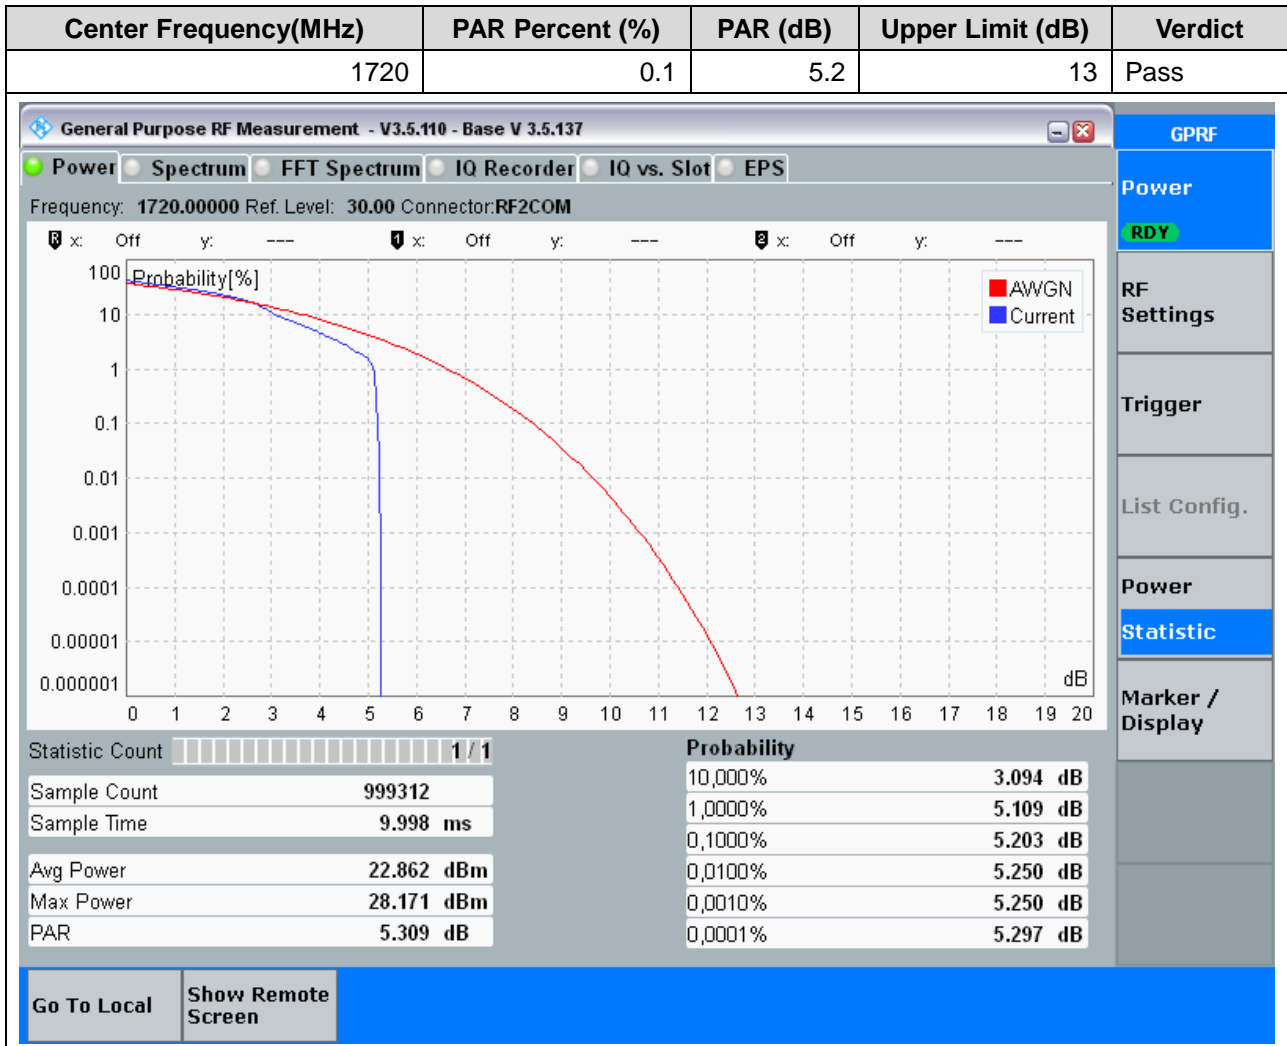 Center Frequency(MHz) PAR Percent (%) PAR (dB) Upper Limit (dB) Verdict
1720 0.1 5.2 13 Pass
General Purpose RF Measurement - V3.5.110 - Base V 3.5.137
GPRF
Power Spectrum FFT Spectrum IQ Recorder IQ vs. Slot EPS
Frequency: 1720.00000 Ref. Level: 30.00 Connector:RF2COM
R x: Off y: --- 1 x: Off y: --- 2 x: Off y: ---
Probability[%]
AWGN
Current
100
10
1
0.1
0.01
0.001
0.0001
0.00001
0.000001
dB
0 1 2 3 4 5 6 7 8 9 10 11 12 13 14 15 16 17 18 19 20
Statistic Count 1 / 1
Sample Count 999312
Sample Time 9.998 ms
Avg Power 22.862 dBm
Max Power 28.171 dBm
PAR 5.309 dB
Probability
10,000% 3.094 dB
1,0000% 5.109 dB
0,1000% 5.203 dB
0,0100% 5.250 dB
0,0010% 5.250 dB
0,0001% 5.297 dB
Power
RDY
RF
Settings
Trigger
List Config.
Power
Statistic
Marker /
Display
Go To Local
Show Remote
Screen